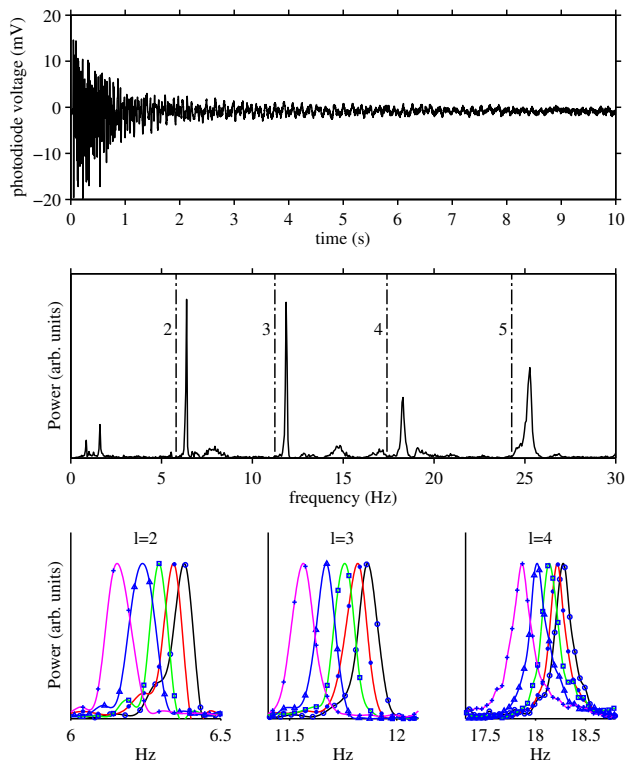 20
10
0
−10
−20
photodiode voltage (mV)
0 1 2 3 4 5 6 7 8 9 10
time (s)
Power (arb. units)
2 3 4 5
0 5 10 15 20 25 30
frequency (Hz)
l=2 l=3 l=4
Power (arb. units)
6 6.5 11.5 12 17.5 18 18.5
Hz Hz Hz